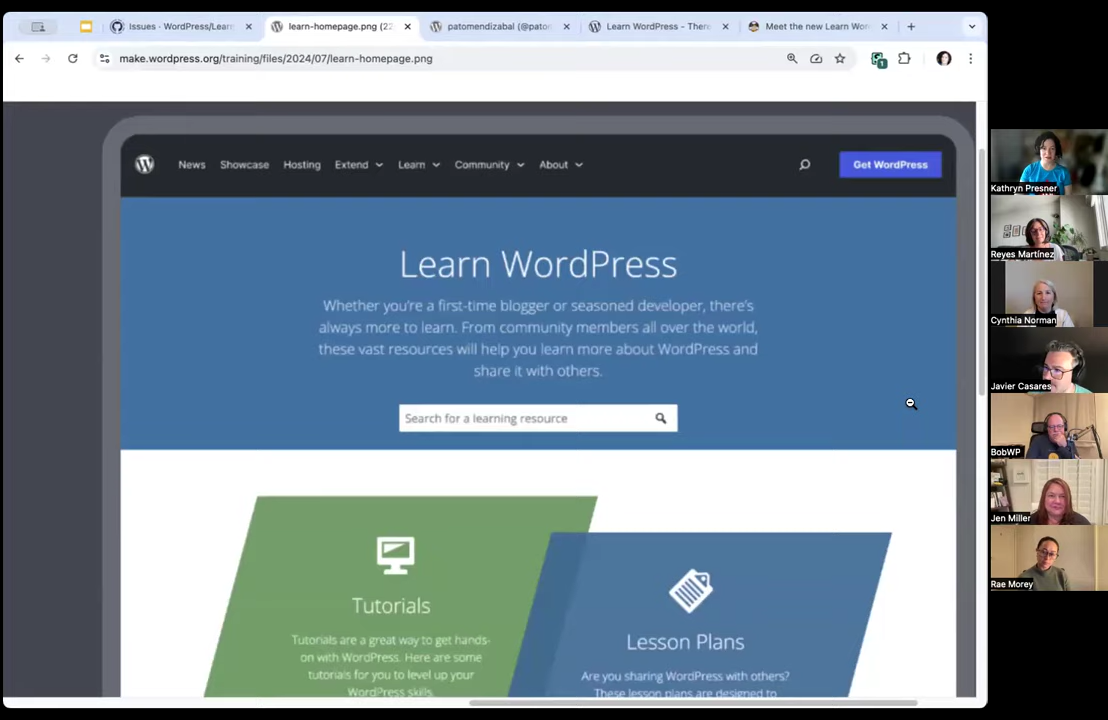 Issues · WordPress/Learn
learn-homepage.png (22
patomendizabal (@pato
Learn WordPress - There
Meet the new Learn Wor
make.wordpress.org/training/files/2024/07/learn-homepage.png
1
News
Showcase
Hosting
Extend
Learn
Community
About
Get WordPress
Learn WordPress
Whether you're a first-time blogger or seasoned developer, there's
always more to learn. From community members all over the world,
these vast resources will help you learn more about WordPress and
share it with others.
Search for a learning resource
Tutorials
Tutorials are a great way to get hands-
on with WordPress. Here are some
tutorials for you to level up your
WordPress skills.
Lesson Plans
Are you sharing WordPress with others?
These lesson plans are designed to
Kathryn Presner
Reyes Martínez
Cynthia Norman
Javier Casares
BobWP
Jen Miller
Rae Morey